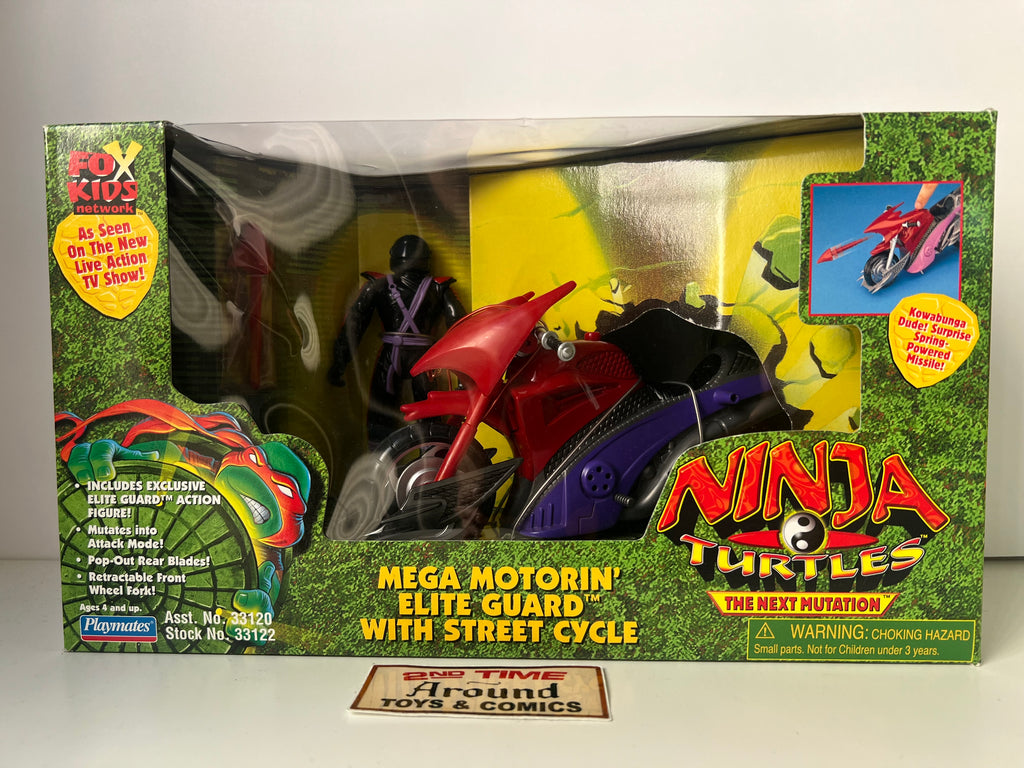 FOX
KIDS
network
As Seen
On The New
Live Action
TV Show!
Kowabunga
Dude! Surprise
Spring-
Powered
Missile!
• INCLUDES EXCLUSIVE
ELITE GUARD™ ACTION
FIGURE!
• Mutates into
Attack Mode!
• Pop-Out Rear Blades!
• Retractable Front
Wheel Fork!
Ages 4 and up.
Playmates®
Asst. No. 33120
Stock No. 33122
MEGA MOTORIN'
ELITE GUARD™
WITH STREET CYCLE
NINJA
TURTLES™
THE NEXT MUTATION™
WARNING: CHOKING HAZARD
Small parts. Not for Children under 3 years.
2ND TIME
Around
TOYS & COMICS